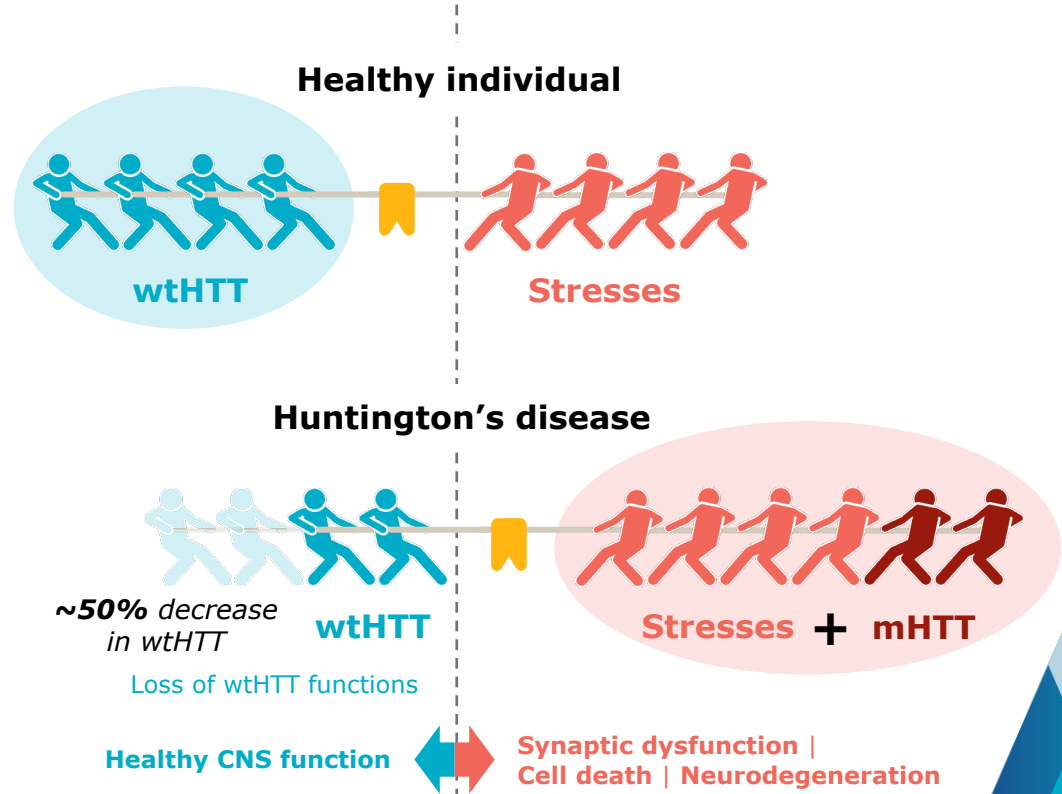 Healthy individual
wtHTT
Stresses
Huntington’s disease
~50% decrease
in wtHTT
wtHTT
Stresses + mHTT
Loss of wtHTT functions
Healthy CNS function
Synaptic dysfunction |
Cell death | Neurodegeneration